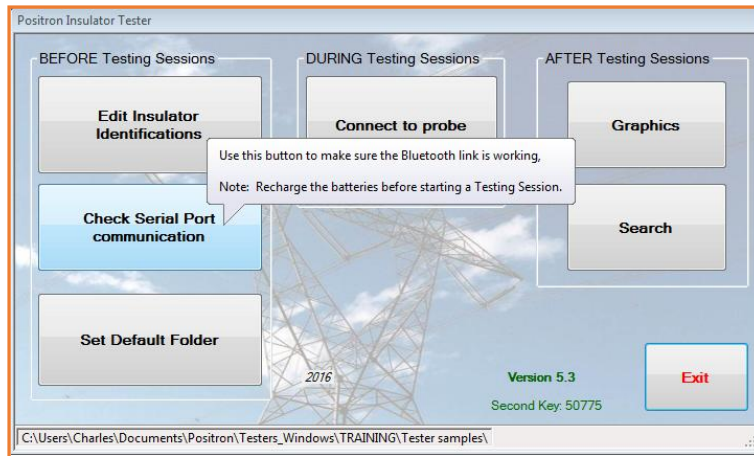 Positron Insulator Tester
BEFORE Testing Sessions
Edit Insulator
Identifications
Check Serial Port
communication
Set Default Folder
DURING Testing Sessions
Connect to probe
Use this button to make sure the Bluetooth link is working,
Note: Recharge the batteries before starting a Testing Session.
AFTER Testing Sessions
Graphics
Search
2016
Version 5.3
Second Key: 50775
Exit
C:\Users\Charles\Documents\Positron\Testers_Windows\TRAINING\Tester samples\